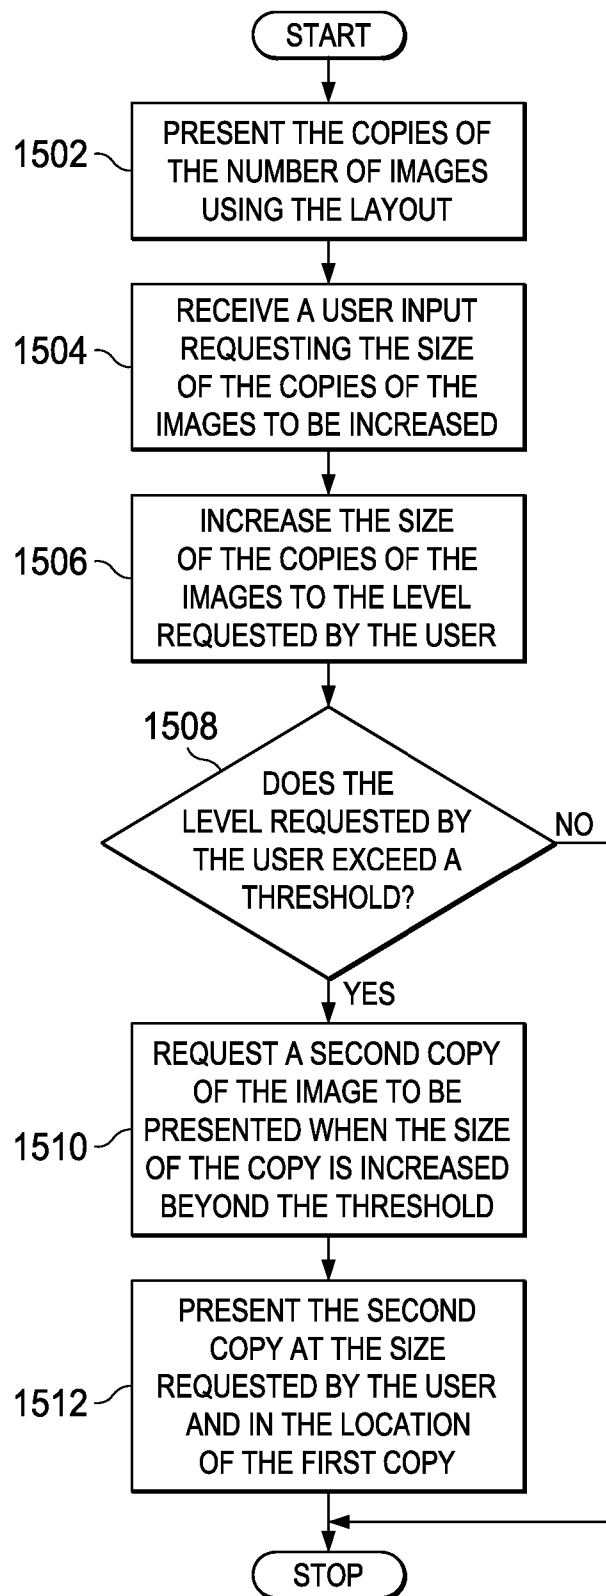 START
1502
PRESENT THE COPIES OF
THE NUMBER OF IMAGES
USING THE LAYOUT
1504
RECEIVE A USER INPUT
REQUESTING THE SIZE
OF THE COPIES OF THE
IMAGES TO BE INCREASED
1506
INCREASE THE SIZE
OF THE COPIES OF THE
IMAGES TO THE LEVEL
REQUESTED BY THE USER
1508
DOES THE
LEVEL REQUESTED BY
THE USER EXCEED A
THRESHOLD?
NO
YES
1510
REQUEST A SECOND COPY
OF THE IMAGE TO BE
PRESENTED WHEN THE SIZE
OF THE COPY IS INCREASED
BEYOND THE THRESHOLD
1512
PRESENT THE SECOND
COPY AT THE SIZE
REQUESTED BY THE USER
AND IN THE LOCATION
OF THE FIRST COPY
STOP